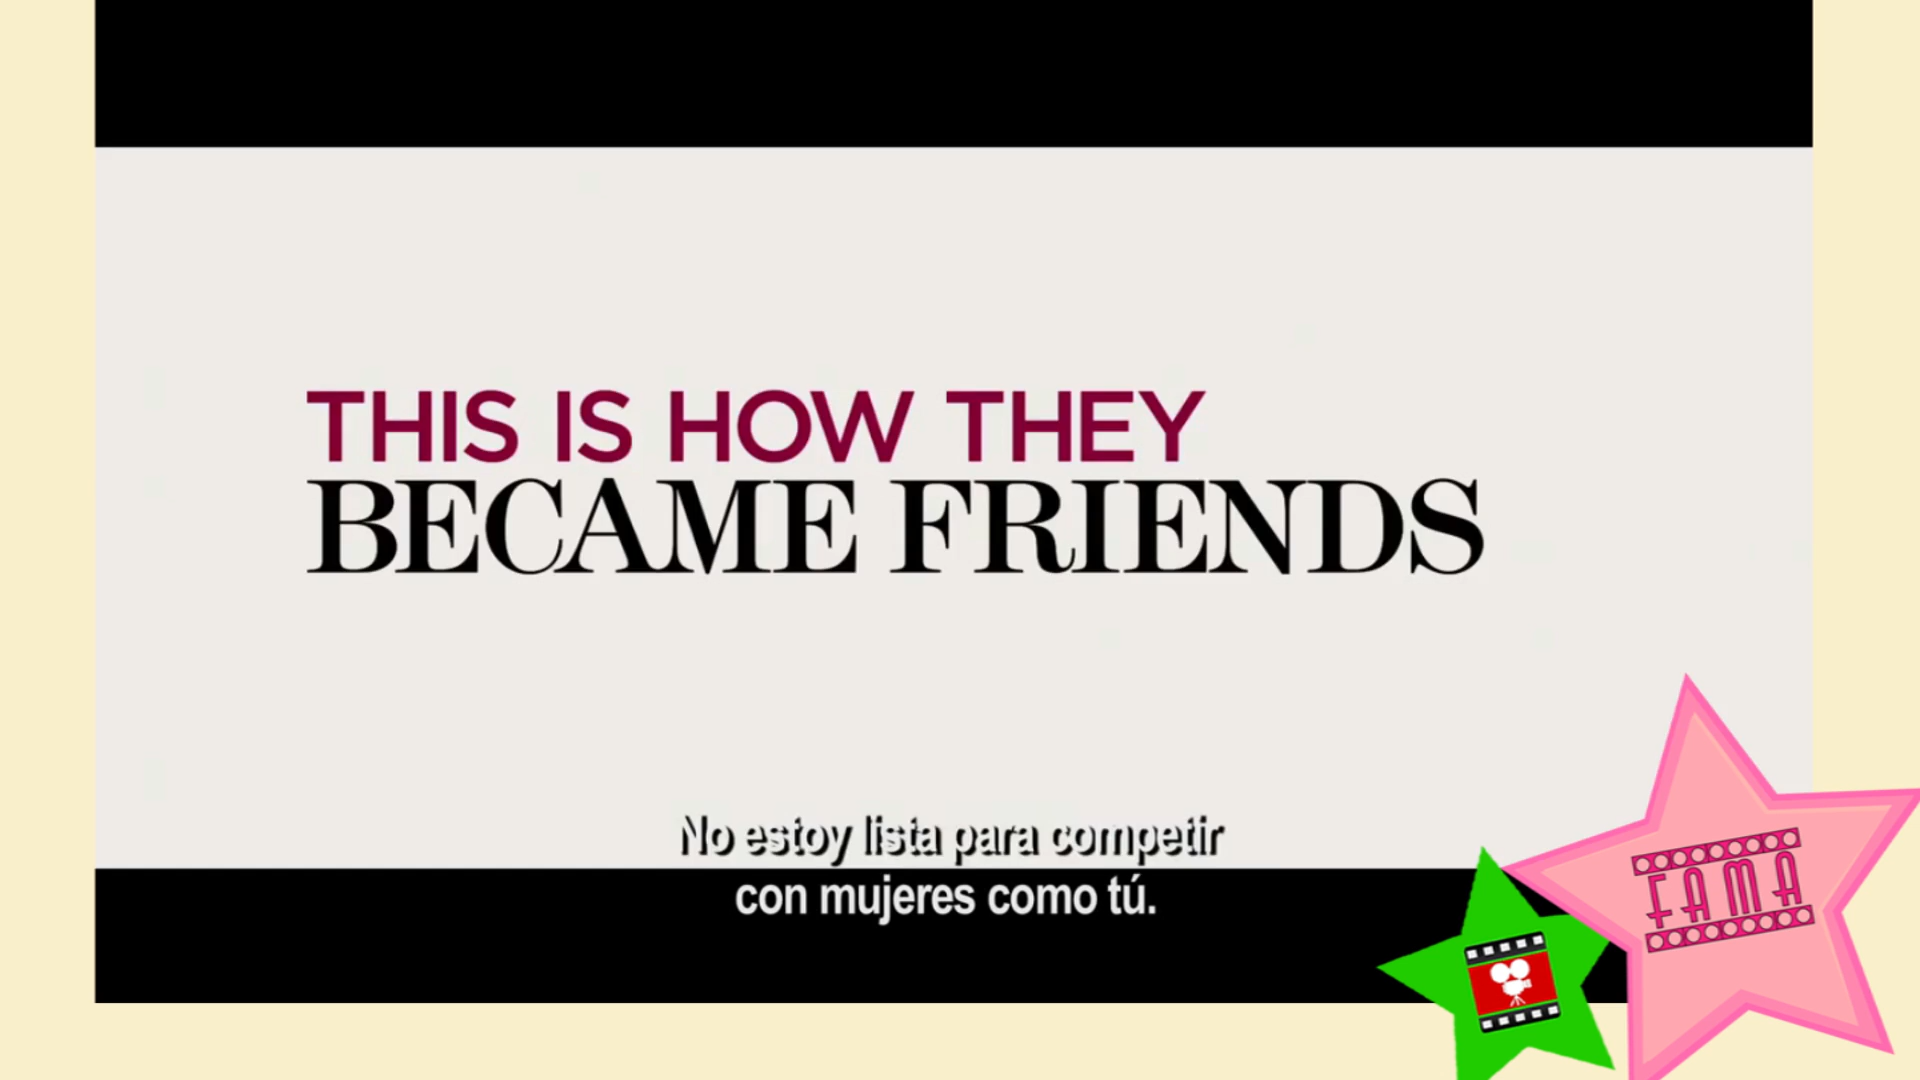 THIS IS HOW THEY
BECAME FRIENDS
No estoy lista para competir
con mujeres como tú.
FAMA